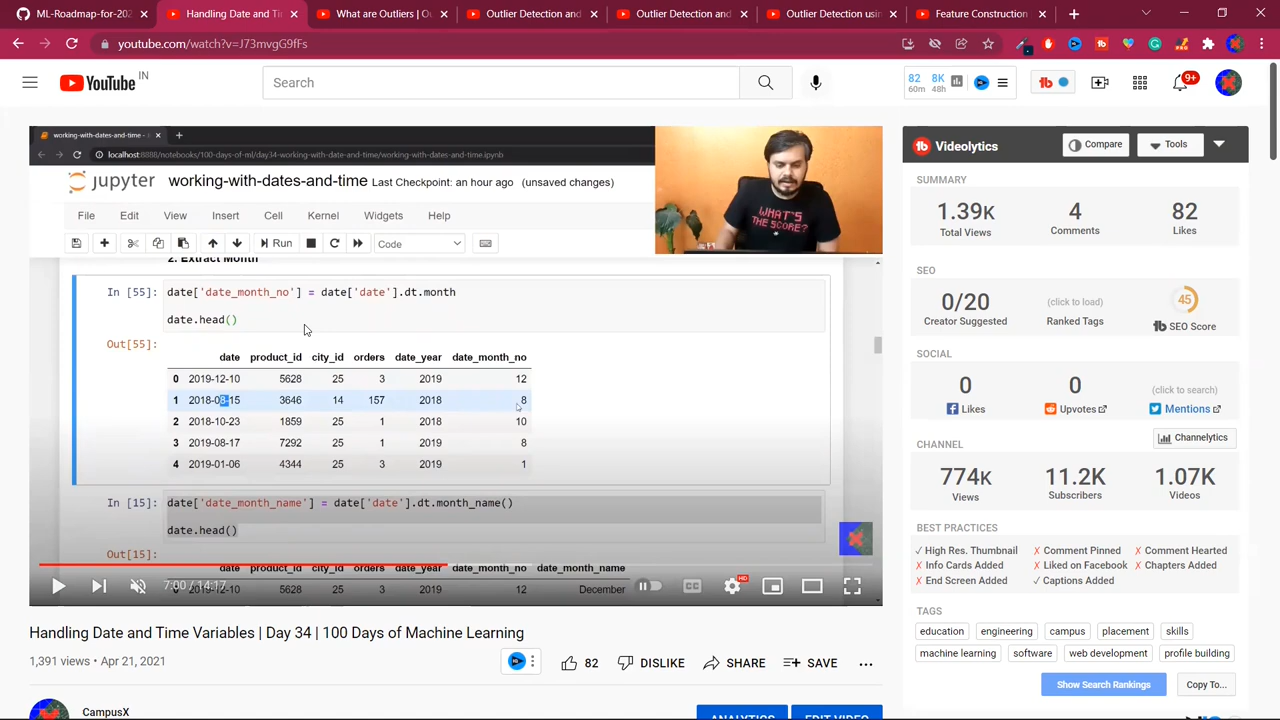 ML-Roadmap-for-202
Handling Date and Ti
What are Outliers | O
Outlier Detection and
Outlier Detection and
Outlier Detection usin
Feature Construction
youtube.com/watch?v=J73mvgG9fFs
YouTube IN
Search
82 8K
60m 48h
9+
working-with-dates-and-time -
localhost:8888/notebooks/100-days-of-ml/day34-working-with-date-and-time/working-with-dates-and-time.ipynb
jupyter working-with-dates-and-time Last Checkpoint: an hour ago (unsaved changes)
File Edit View Insert Cell Kernel Widgets Help
Run Code
WHAT'S
THE SCORE?
2. Extract Month
In [55]: date['date_month_no'] = date['date'].dt.month
date.head()
Out[55]:
date product_id city_id orders date_year date_month_no
0 2019-12-10 5628 25 3 2019 12
1 2018-08-15 3646 14 157 2018 8
2 2018-10-23 1859 25 1 2018 10
3 2019-08-17 7292 25 1 2019 8
4 2019-01-06 4344 25 3 2019 1
In [15]: date['date_month_name'] = date['date'].dt.month_name()
date.head()
Out[15]:
date product_id city_id orders date_year date_month_no date_month_name
0 2019-12-10 5628 25 3 2019 12 December
7:00 / 14:17
CC HD
Handling Date and Time Variables | Day 34 | 100 Days of Machine Learning
1,391 views • Apr 21, 2021
82 DISLIKE SHARE SAVE
CampusX
ANALYTICS EDIT VIDEO
tb Videolytics Compare Tools
SUMMARY
1.39K 4 82
Total Views Comments Likes
SEO
0/20 (click to load) 45
Creator Suggested Ranked Tags tb SEO Score
SOCIAL
0 0 (click to search)
Likes Upvotes Mentions
CHANNEL Channelytics
774K 11.2K 1.07K
Views Subscribers Videos
BEST PRACTICES
✓ High Res. Thumbnail ✗ Comment Pinned ✗ Comment Hearted
✗ Info Cards Added ✗ Liked on Facebook ✗ Chapters Added
✗ End Screen Added ✓ Captions Added
TAGS
education engineering campus placement skills
machine learning software web development profile building
Show Search Rankings Copy To...